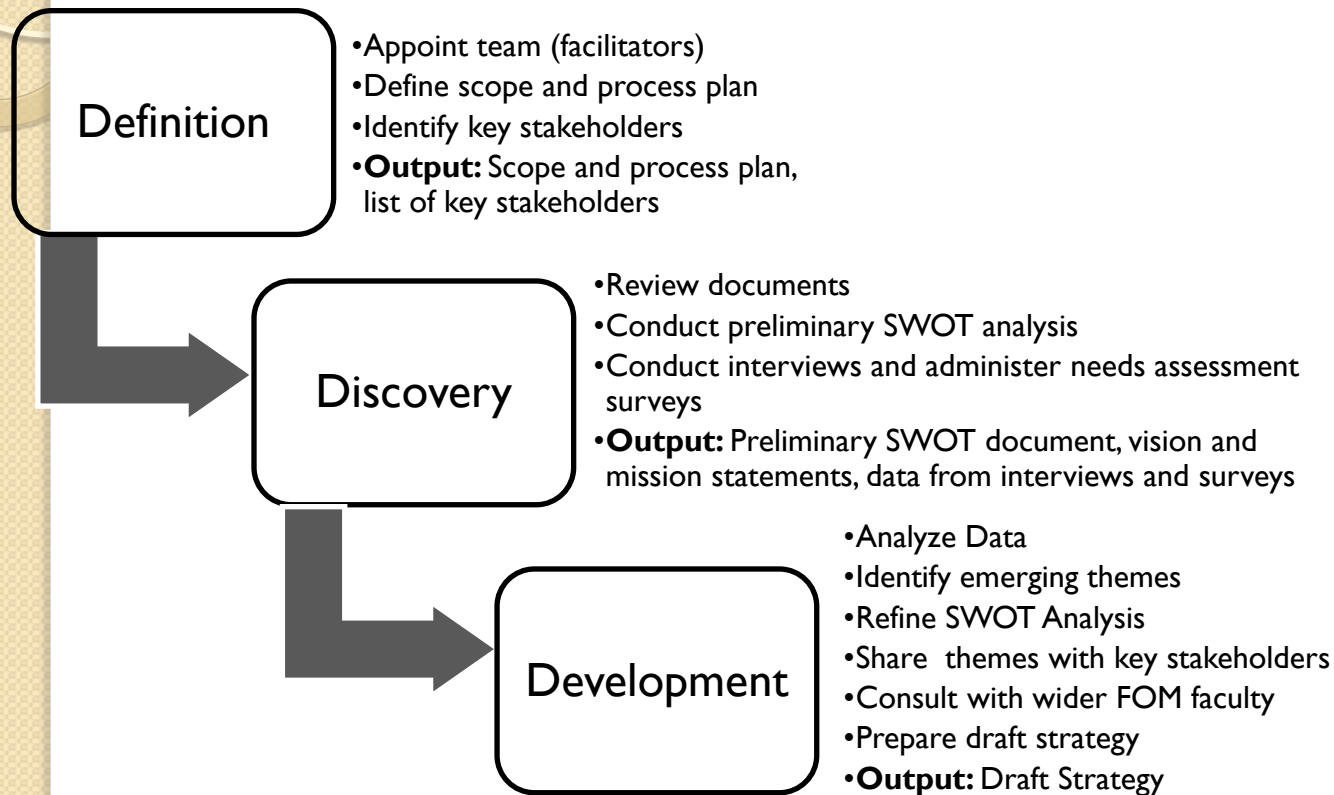 Definition
•Appoint team (facilitators)
•Define scope and process plan
•Identify key stakeholders
•Output: Scope and process plan,
list of key stakeholders
Discovery
•Review documents
•Conduct preliminary SWOT analysis
•Conduct interviews and administer needs assessment
surveys
•Output: Preliminary SWOT document, vision and
mission statements, data from interviews and surveys
Development
•Analyze Data
•Identify emerging themes
•Refine SWOT Analysis
•Share  themes with key stakeholders
•Consult with wider FOM faculty
•Prepare draft strategy
•Output: Draft Strategy